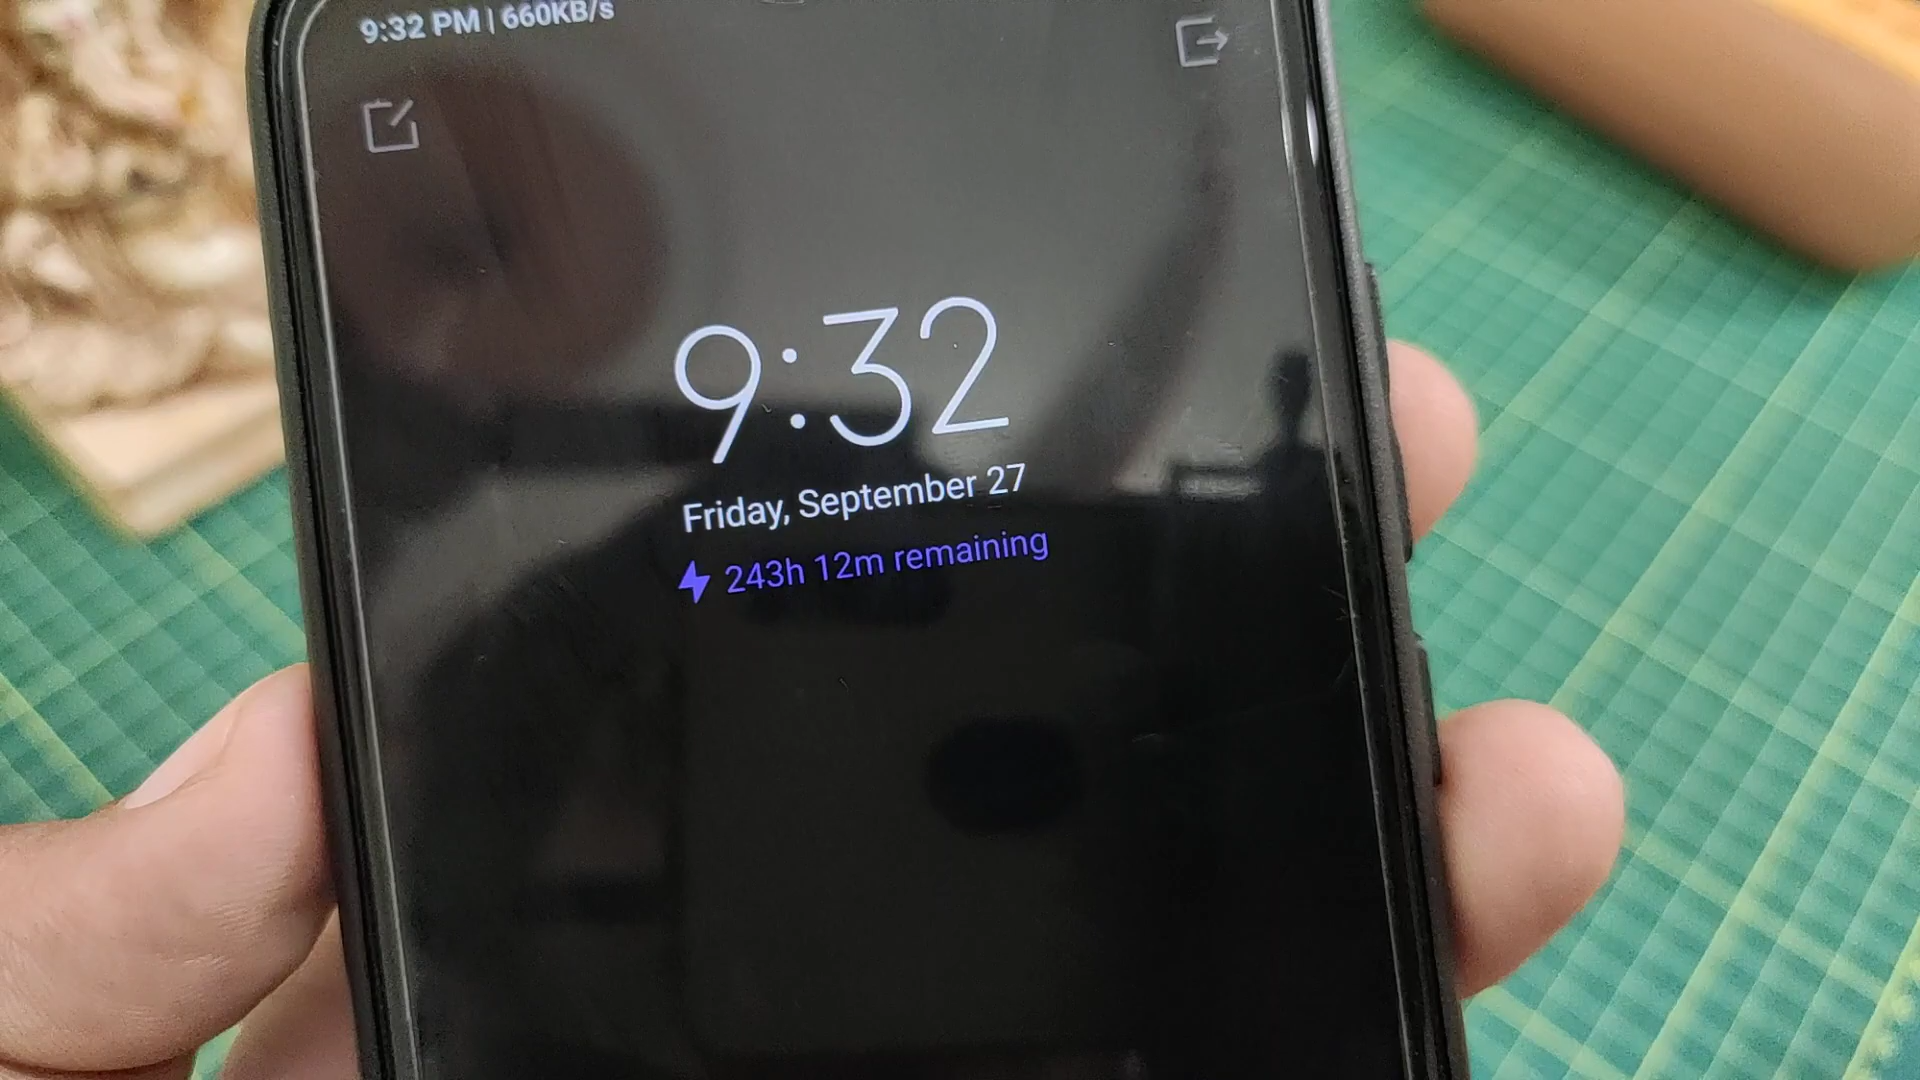 9:32 PM | 660KB/s
9:32
Friday, September 27
243h 12m remaining